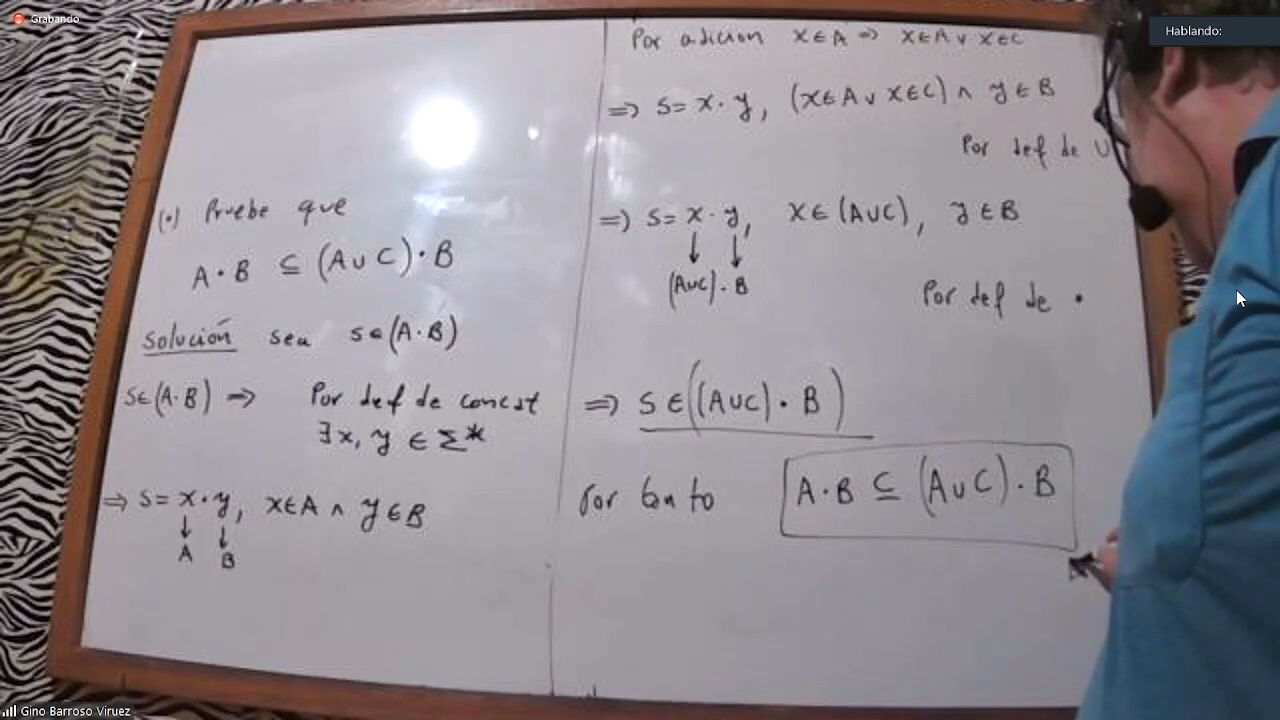 Grabando
Hablando:
(•) Pruebe que
A • B ⊆ (A ∪ C) • B
solución sea s∈(A·B)
S∈(A·B) ⇒ Por def de concat
∃x, y ∈ Σ*
⇒ S = x • y, x∈A ∧ y∈B
↓ ↓
A B
Por adicion x∈A ⇒ x∈A ∨ x∈C
⇒ S = x • y, (x∈A ∨ x∈C) ∧ y∈B
Por def de ∪
⇒ S = x • y, x∈(A∪C), y∈B
↓ ↓
(A∪C) • B
Por def de •
⇒ S∈((A∪C) • B)
Por tanto A • B ⊆ (A∪C) • B
Gino Barroso Viruez